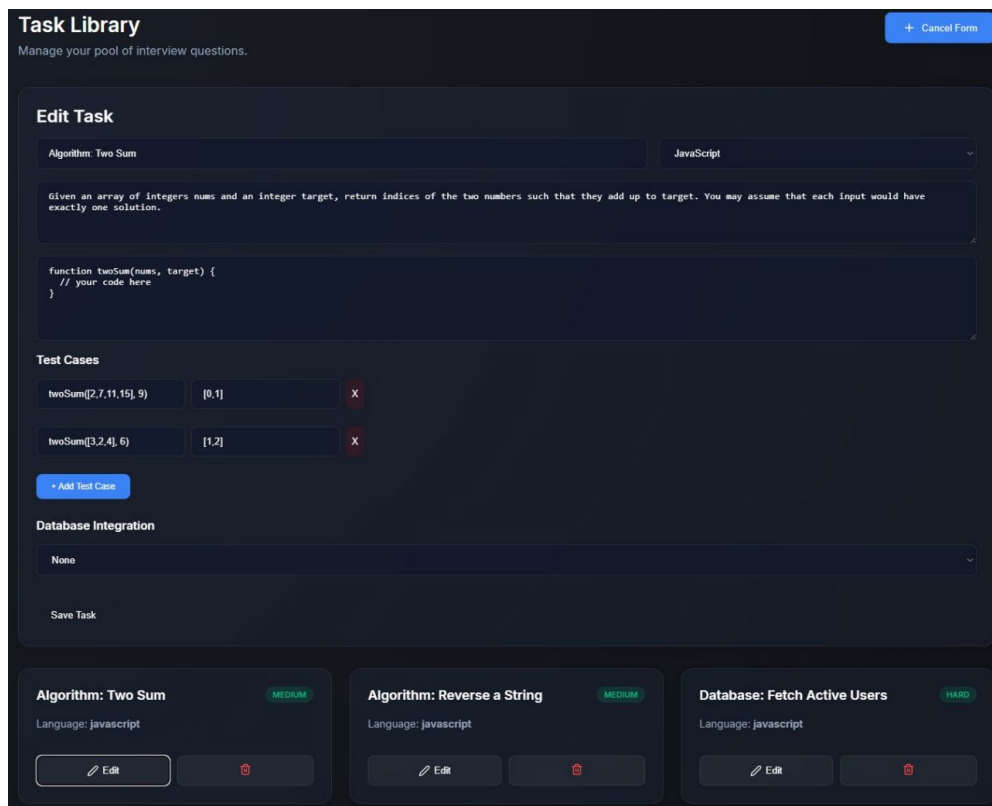 Task Library
+ Cancel Form
Manage your pool of interview questions.
Edit Task
Algorithm: Two Sum
JavaScript
Given an array of integers nums and an integer target, return indices of the two numbers such that they add up to target. You may assume that each input would have
exactly one solution.
function twoSum(nums, target) {
  // your code here
}
Test Cases
twoSum([2,7,11,15], 9)
[0,1]
X
twoSum([3,2,4], 6)
[1,2]
X
+ Add Test Case
Database Integration
None
Save Task
Algorithm: Two Sum
MEDIUM
Language: javascript
Edit
Algorithm: Reverse a String
MEDIUM
Language: javascript
Edit
Database: Fetch Active Users
HARD
Language: javascript
Edit